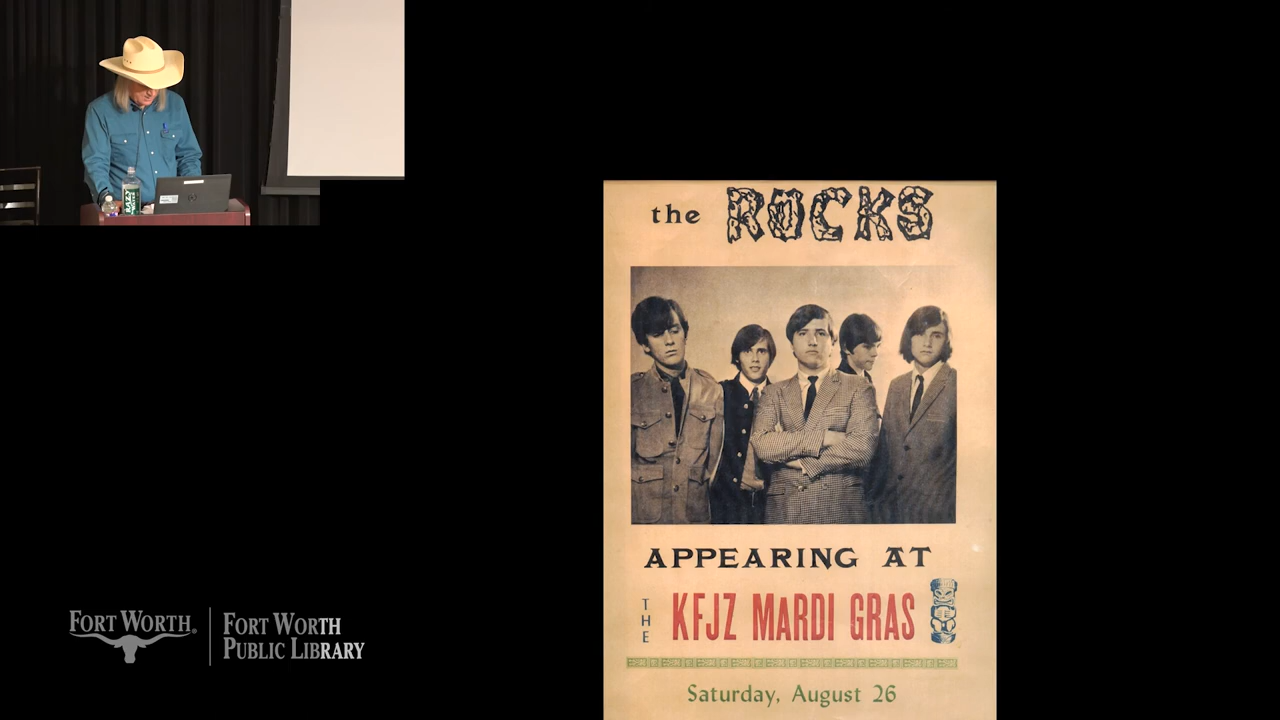 the ROCKS
APPEARING AT
THE
KFJZ MARDI GRAS
Saturday, August 26
FORT WORTH
FORT WORTH
PUBLIC LIBRARY